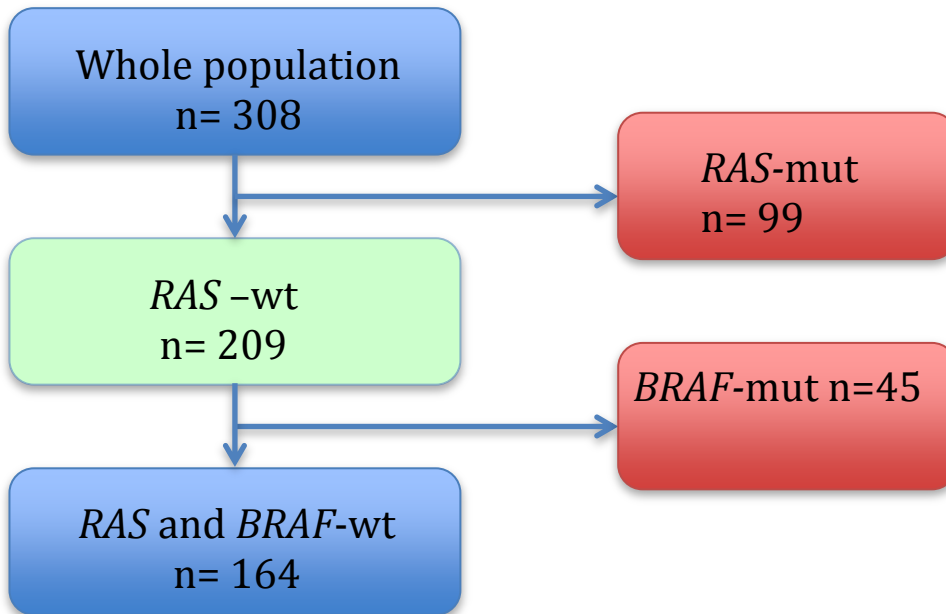 Whole population
n= 308
RAS-mut
n= 99
RAS –wt
n= 209
BRAF-mut n=45
RAS and BRAF-wt
n= 164